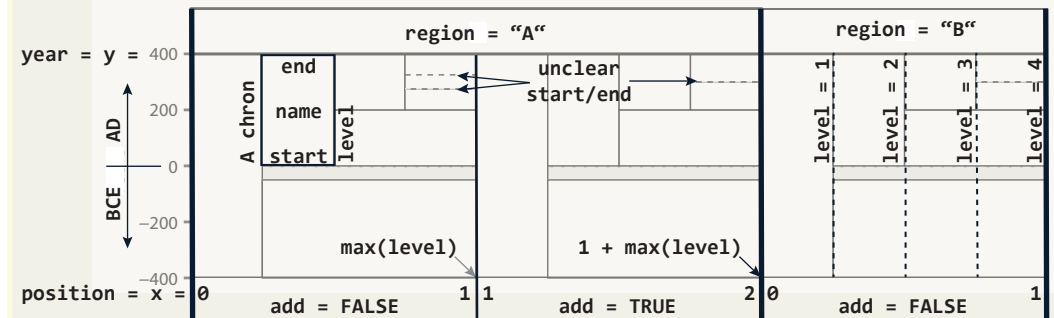 region = “A“
region = “B“
year = y = 400
200
0
−200
−400
AD
BCE
A chron
end
name
start
level
unclear
start/end
level = 1
level = 2
level = 3
level = 4
max(level)
1 + max(level)
position = x = 0
1
1
2
0
1
add = FALSE
add = TRUE
add = FALSE